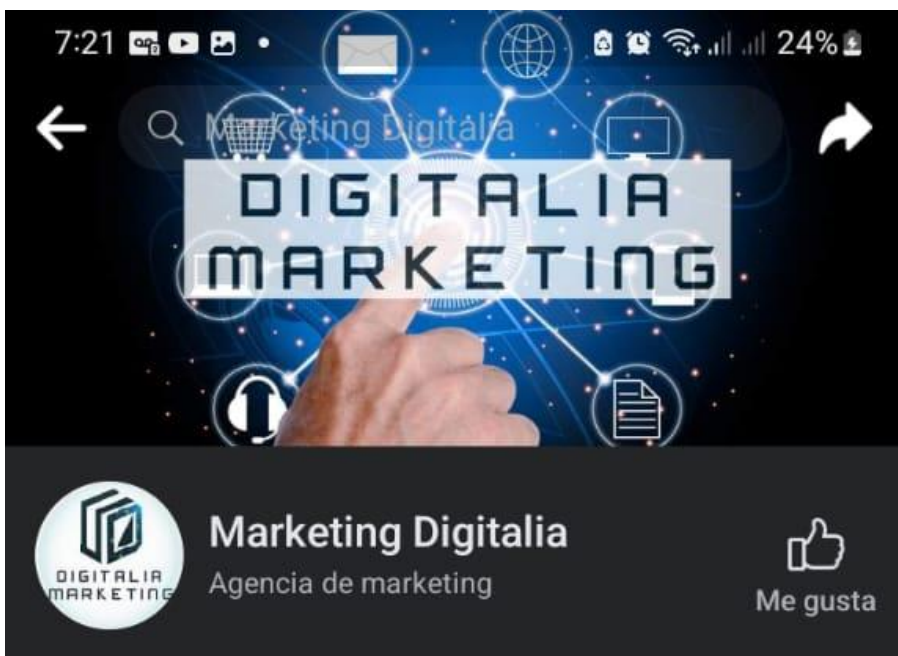 7:21
24%
Marketing Digitalia
DIGITALIA
MARKETING
DIGITALIA
MARKETING
Marketing Digitalia
Agencia de marketing
Me gusta